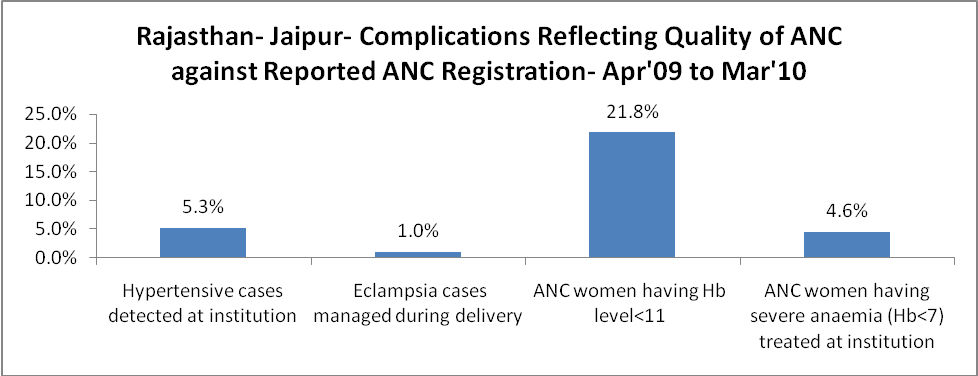 Rajasthan- Jaipur- Complications Reflecting Quality of ANC
against Reported ANC Registration- Apr'09 to Mar'10
25.0%
20.0%
15.0%
10.0%
5.0%
0.0%
5.3%
1.0%
21.8%
4.6%
Hypertensive cases
detected at institution
Eclampsia cases
managed during delivery
ANC women having Hb
level<11
ANC women having
severe anaemia (Hb<7)
treated at institution